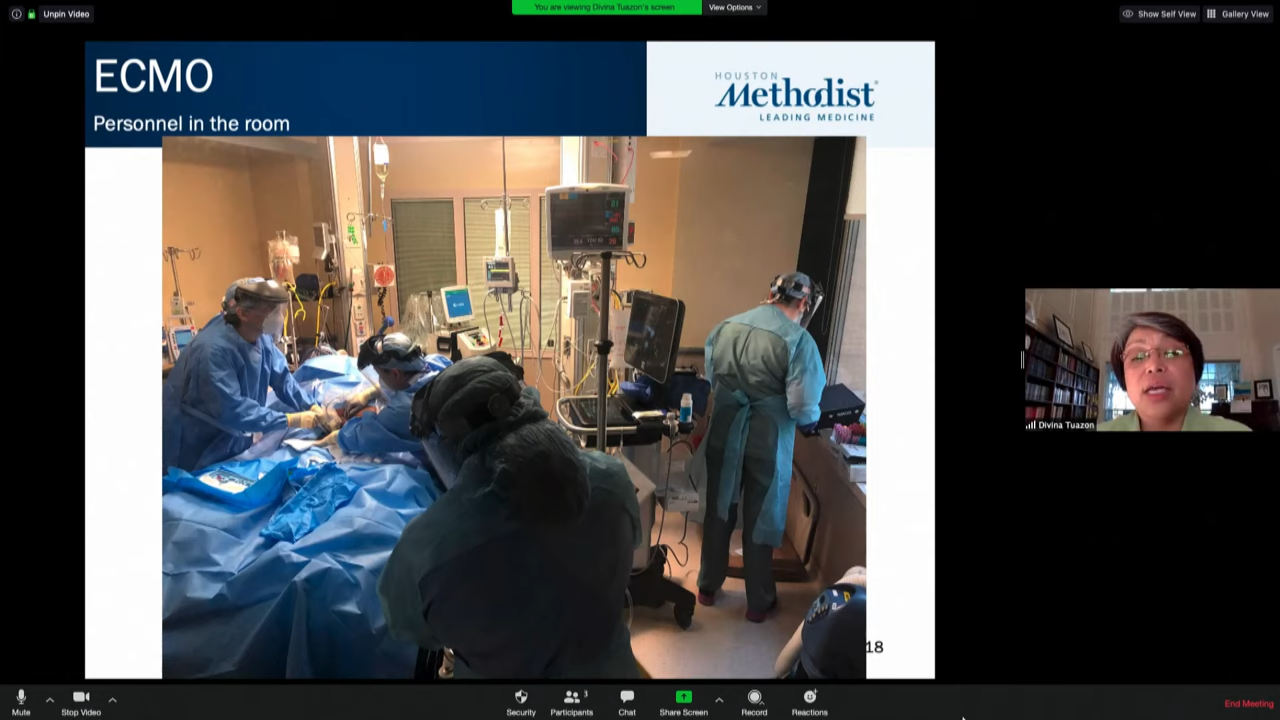 Unpin Video
You are viewing Divina Tuazon's screen
View Options
Show Self View
Gallery View
ECMO
Personnel in the room
HOUSTON
Methodist
LEADING MEDICINE
Divina Tuazon
18
Mute
Stop Video
Security
Participants
3
Chat
Share Screen
Record
Reactions
End Meeting